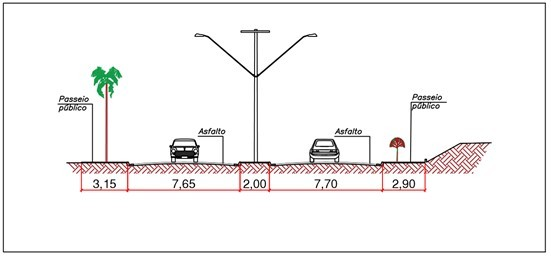 Passeio
público
Asfalto
Asfalto
Passeio
público
3,15
7,65
2,00
7,70
2,90